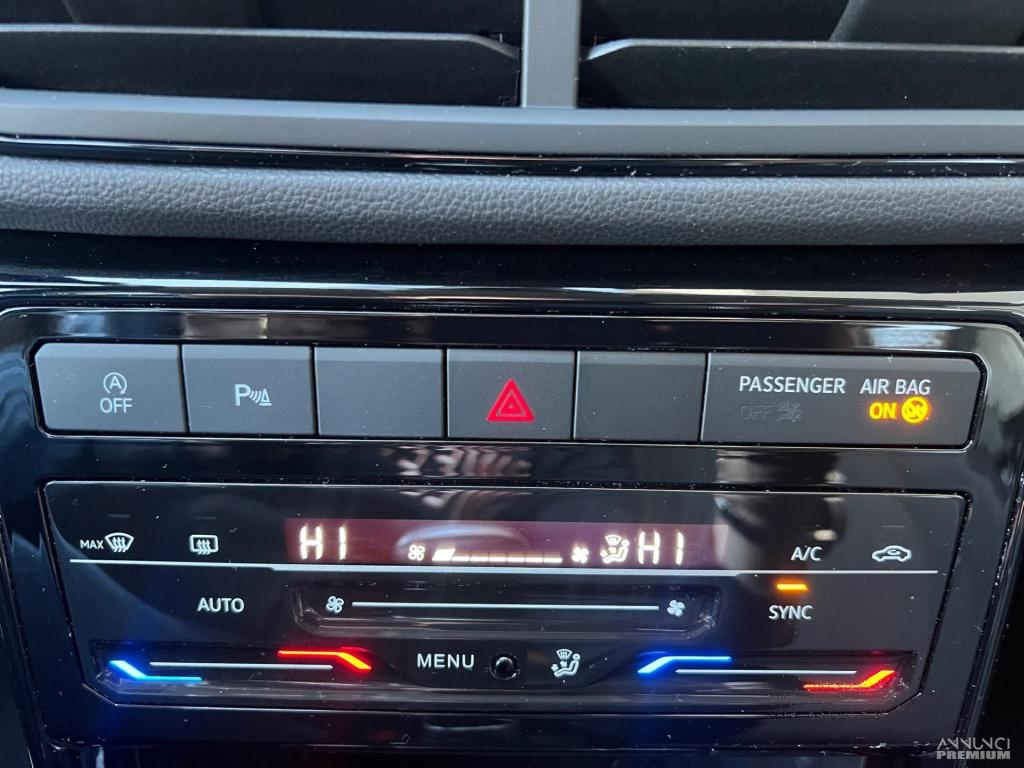 A
OFF
P
PASSENGER AIR BAG
OFF ON
HI HI
MAX
A/C
AUTO
SYNC
MENU
ANNUNCI
PREMIUM